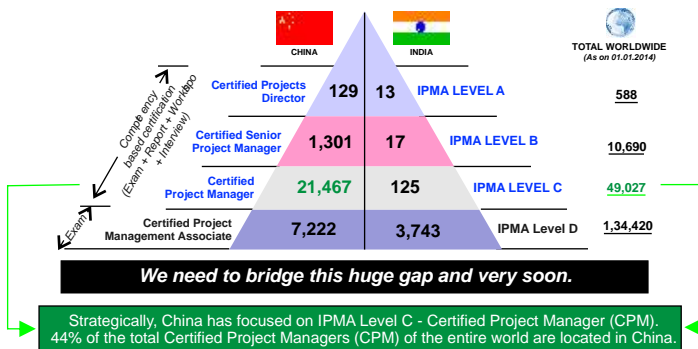 CHINA
INDIA
TOTAL WORLDWIDE
(As on 01.01.2014)
Certified Projects
Director
129
13
IPMA LEVEL A
588
Certified Senior
Project Manager
1,301
17
IPMA LEVEL B
10,690
Certified
Project Manager
21,467
125
IPMA LEVEL C
49,027
Certified Project
Management Associate
7,222
3,743
IPMA Level D
1,34,420
Competency
based certification
(Exam + Report + Workshpo
+ Interview)
Exam
We need to bridge this huge gap and very soon.
Strategically, China has focused on IPMA Level C - Certified Project Manager (CPM).
44% of the total Certified Project Managers (CPM) of the entire world are located in China.